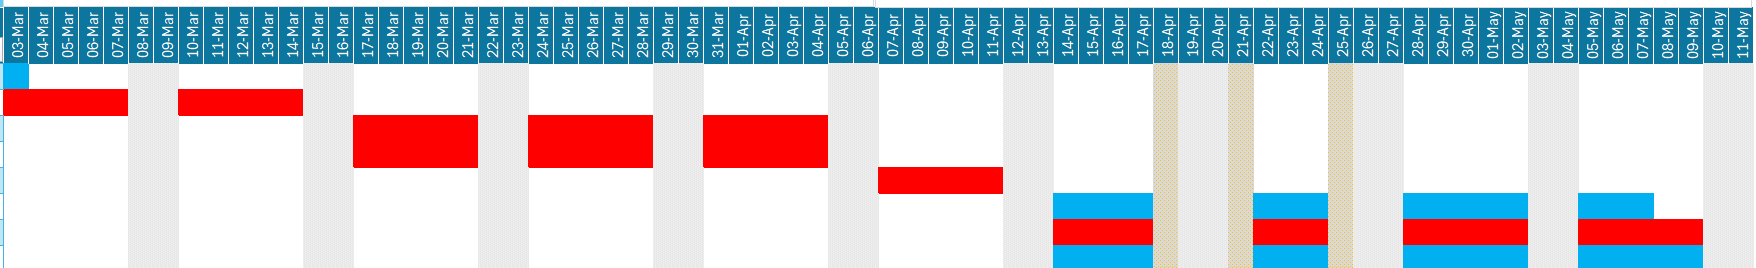 03-Mar 04-Mar 05-Mar 06-Mar 07-Mar 08-Mar 09-Mar 10-Mar 11-Mar 12-Mar 13-Mar 14-Mar 15-Mar 16-Mar 17-Mar 18-Mar 19-Mar 20-Mar 21-Mar 22-Mar 23-Mar 24-Mar 25-Mar 26-Mar 27-Mar 28-Mar 29-Mar 30-Mar 31-Mar 01-Apr 02-Apr 03-Apr 04-Apr 05-Apr 06-Apr 07-Apr 08-Apr 09-Apr 10-Apr 11-Apr 12-Apr 13-Apr 14-Apr 15-Apr 16-Apr 17-Apr 18-Apr 19-Apr 20-Apr 21-Apr 22-Apr 23-Apr 24-Apr 25-Apr 26-Apr 27-Apr 28-Apr 29-Apr 30-Apr 01-May 02-May 03-May 04-May 05-May 06-May 07-May 08-May 09-May 10-May 11-May